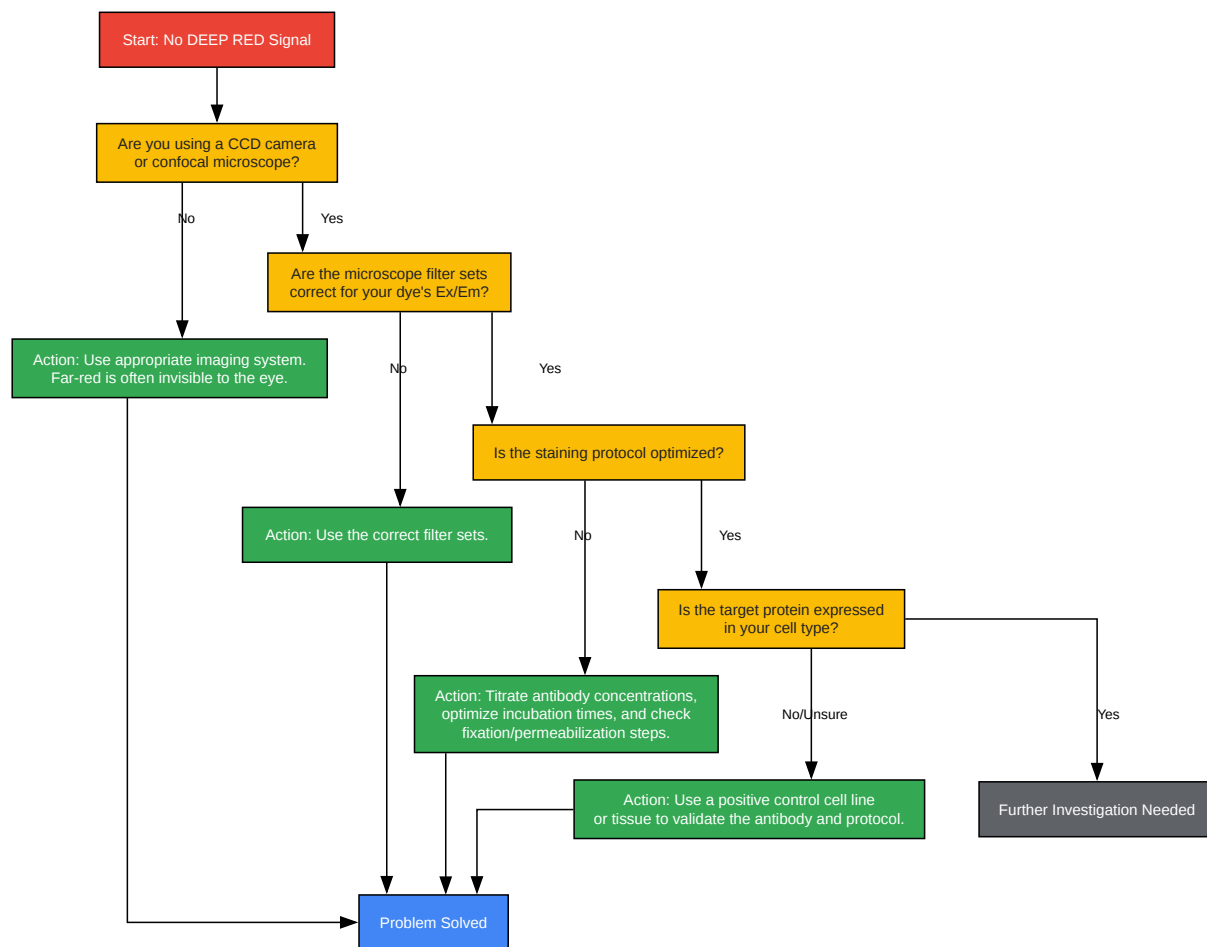 Start: No DEEP RED Signal
Are you using a CCD camera
or confocal microscope?
No
Yes
Are the microscope filter sets
correct for your dye's Ex/Em?
Action: Use appropriate imaging system.
Far-red is often invisible to the eye.
No
Yes
Is the staining protocol optimized?
Action: Use the correct filter sets.
No
Yes
Is the target protein expressed
in your cell type?
Action: Titrate antibody concentrations,
optimize incubation times, and check
fixation/permeabilization steps.
No/Unsure
Yes
Action: Use a positive control cell line
or tissue to validate the antibody and protocol.
Further Investigation Needed
Problem Solved